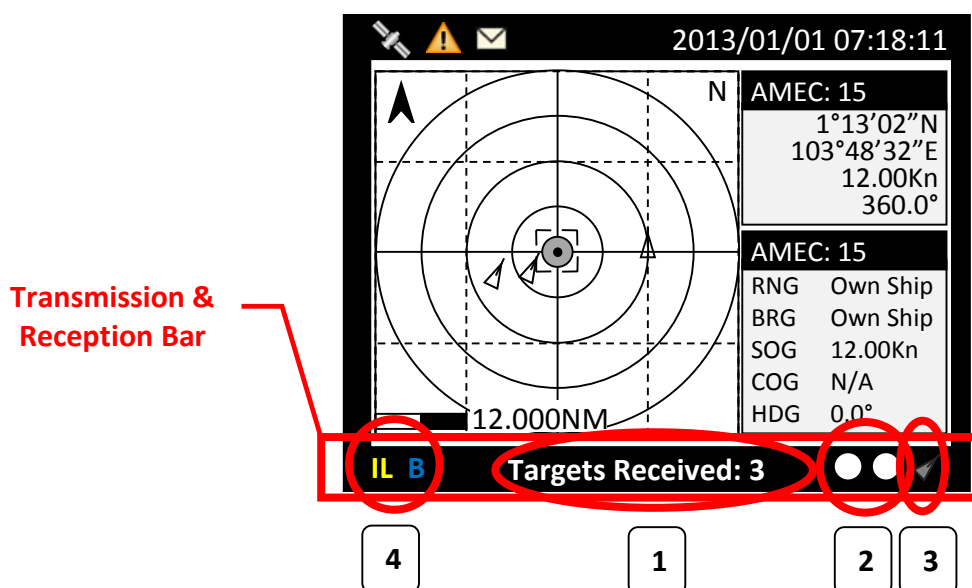 2013/01/01 07:18:11
N
AMEC: 15
1°13’02”N
103°48’32”E
12.00Kn
360.0°
AMEC: 15
RNG Own Ship
BRG Own Ship
SOG 12.00Kn
COG N/A
HDG 0.0°
12.000NM
Transmission &
Reception Bar
IL B Targets Received: 3
4 1 2 3